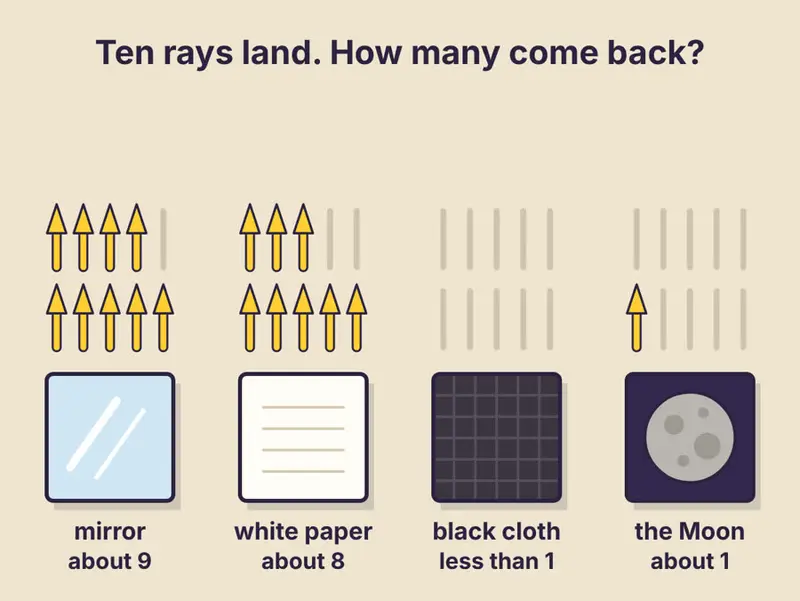 Ten rays land. How many come back?
mirror
about 9
white paper
about 8
black cloth
less than 1
the Moon
about 1